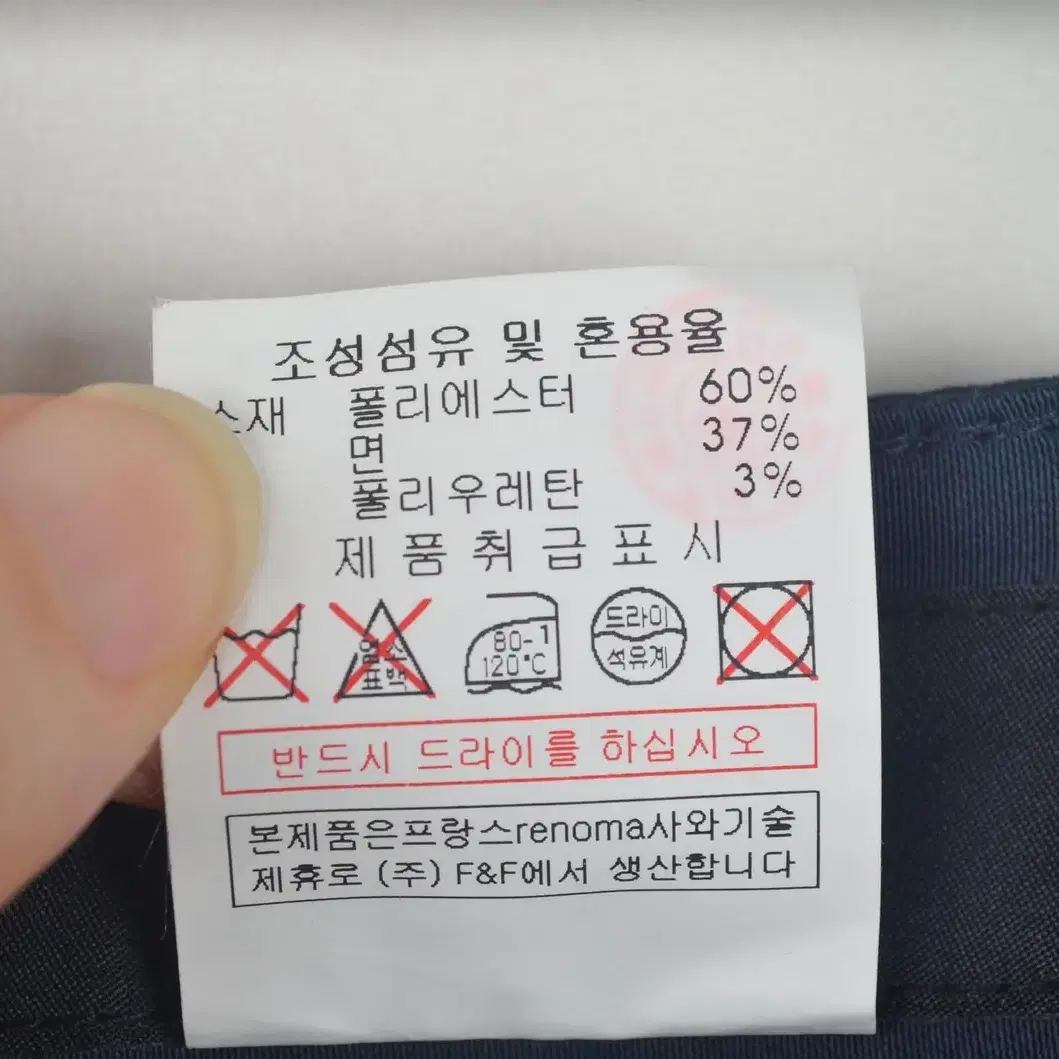 조성섬유 및 혼용율
소재 폴리에스터 60%
면 37%
폴리우레탄 3%
제품취급표시
염소
표백
80-1
120°C
드라이
석유계
반드시 드라이를 하십시오
본제품은프랑스renoma사와기술
제휴로 (주) F&F에서 생산합니다